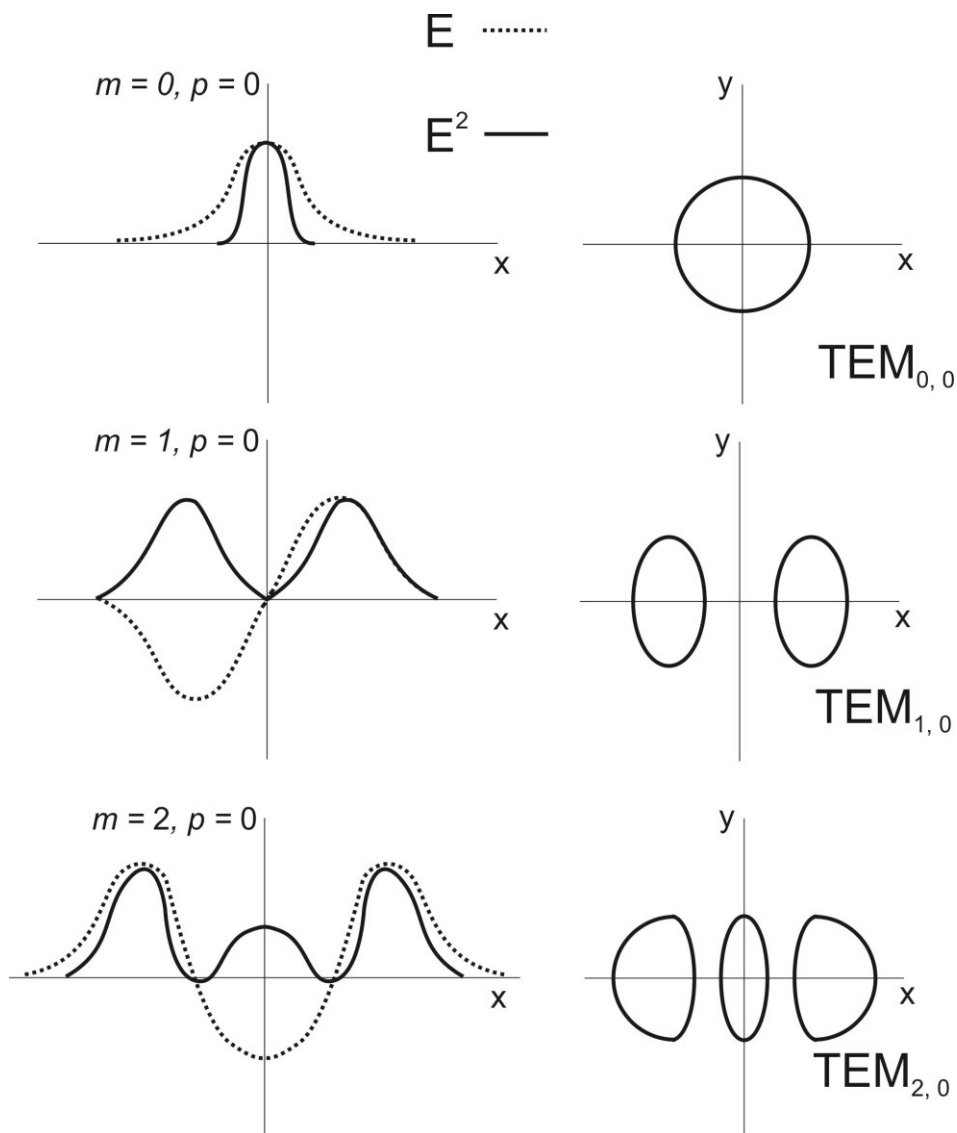 E
m = 0, p = 0
E²
x
y
x
TEM0, 0
m = 1, p = 0
x
y
x
TEM1, 0
m = 2, p = 0
x
y
x
TEM2, 0